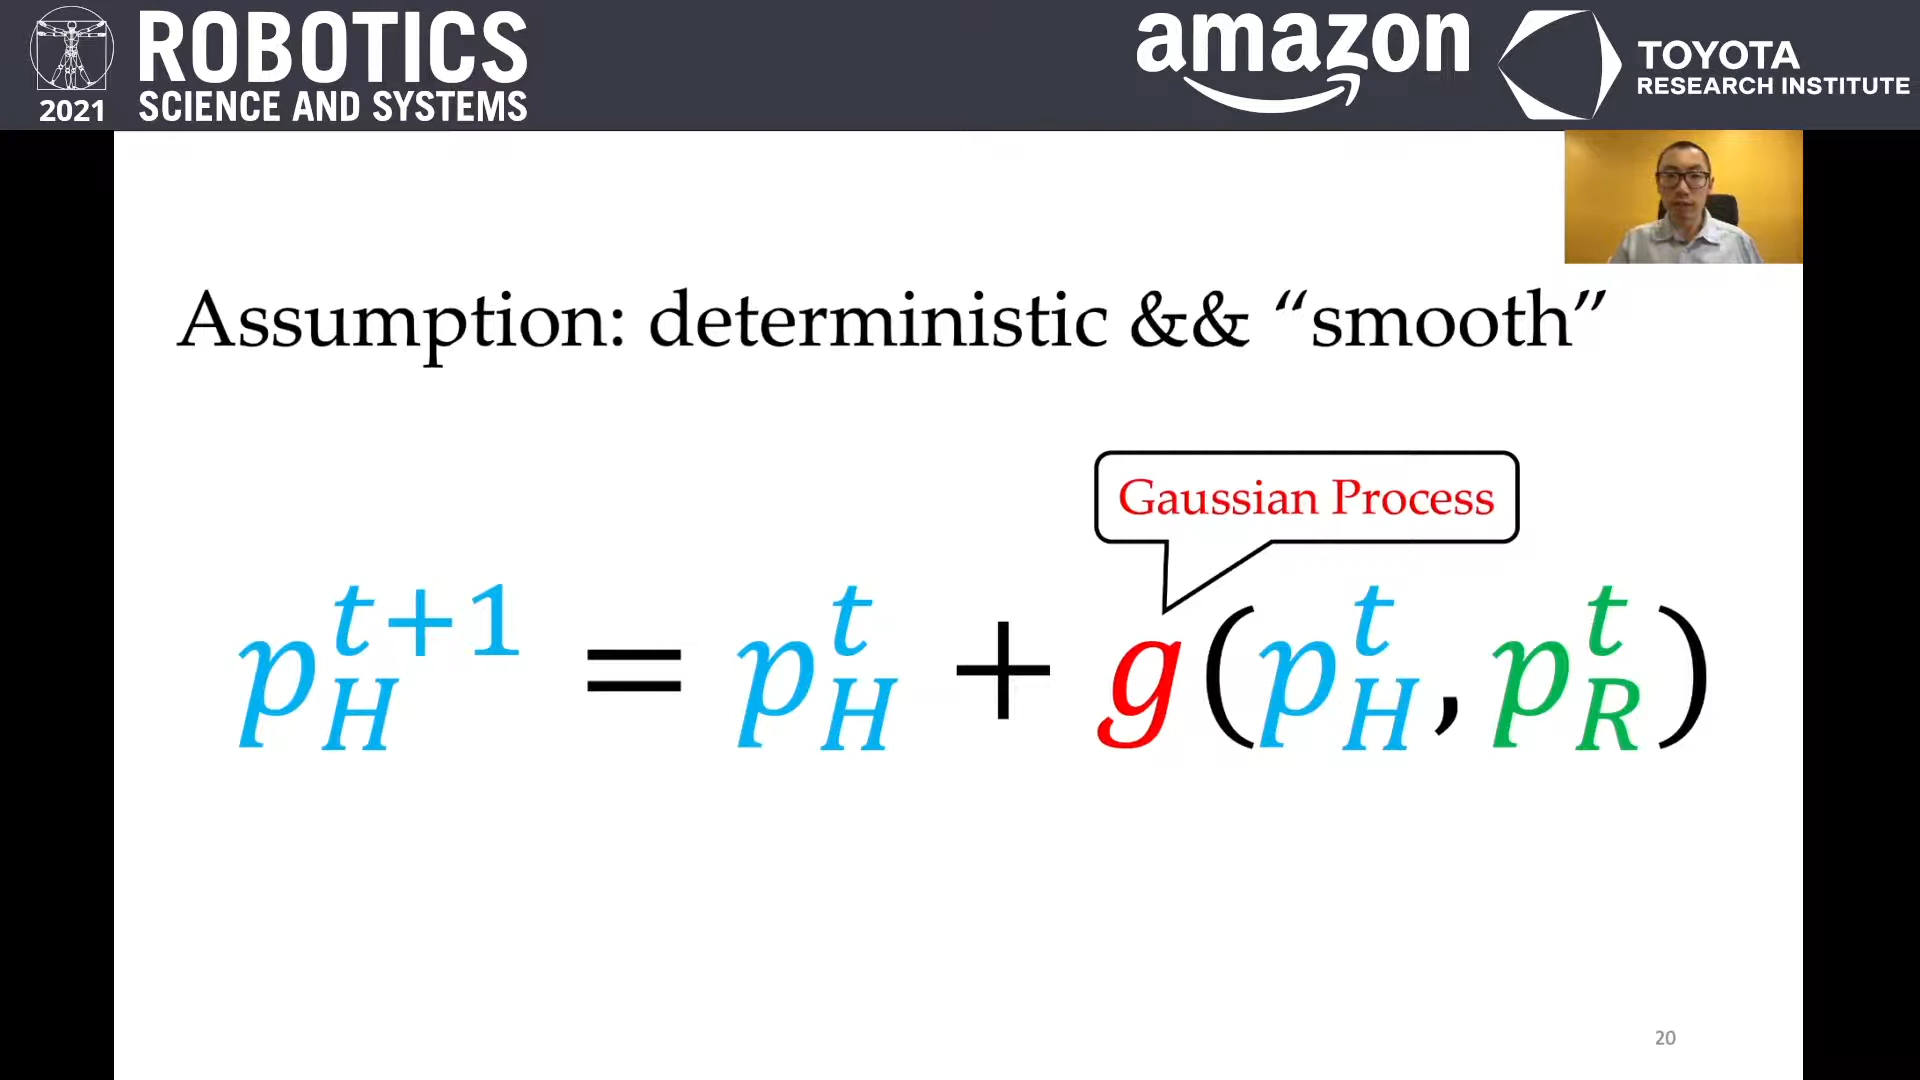 2021
ROBOTICS
SCIENCE AND SYSTEMS
amazon
TOYOTA
RESEARCH INSTITUTE
Assumption: deterministic && “smooth”
Gaussian Process
p_H^{t+1} = p_H^t + g(p_H^t, p_R^t)
20